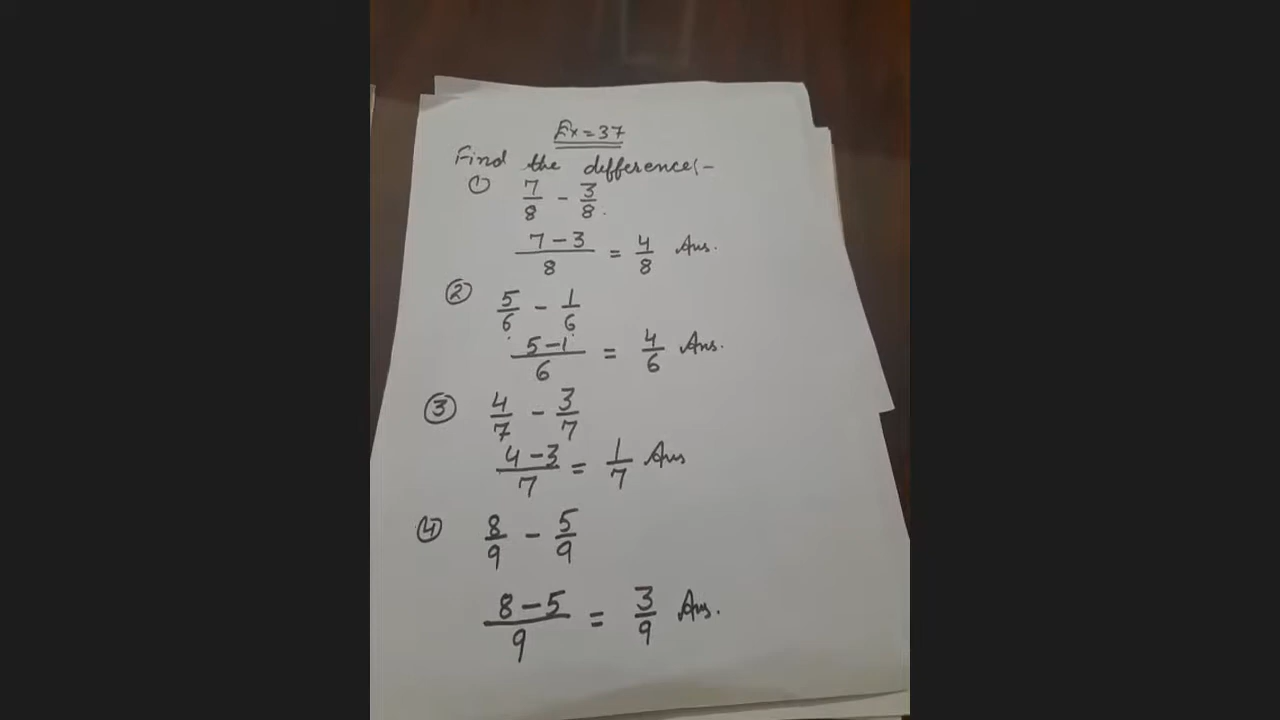 Ex = 37
Find the difference:-
① 7/8 - 3/8.
7 - 3/8 = 4/8 Ans.
② 5/6 - 1/6
5 - 1/6 = 4/6 Ans.
③ 4/7 - 3/7
4 - 3/7 = 1/7 Ans
④ 8/9 - 5/9
8 - 5/9 = 3/9 Ans.